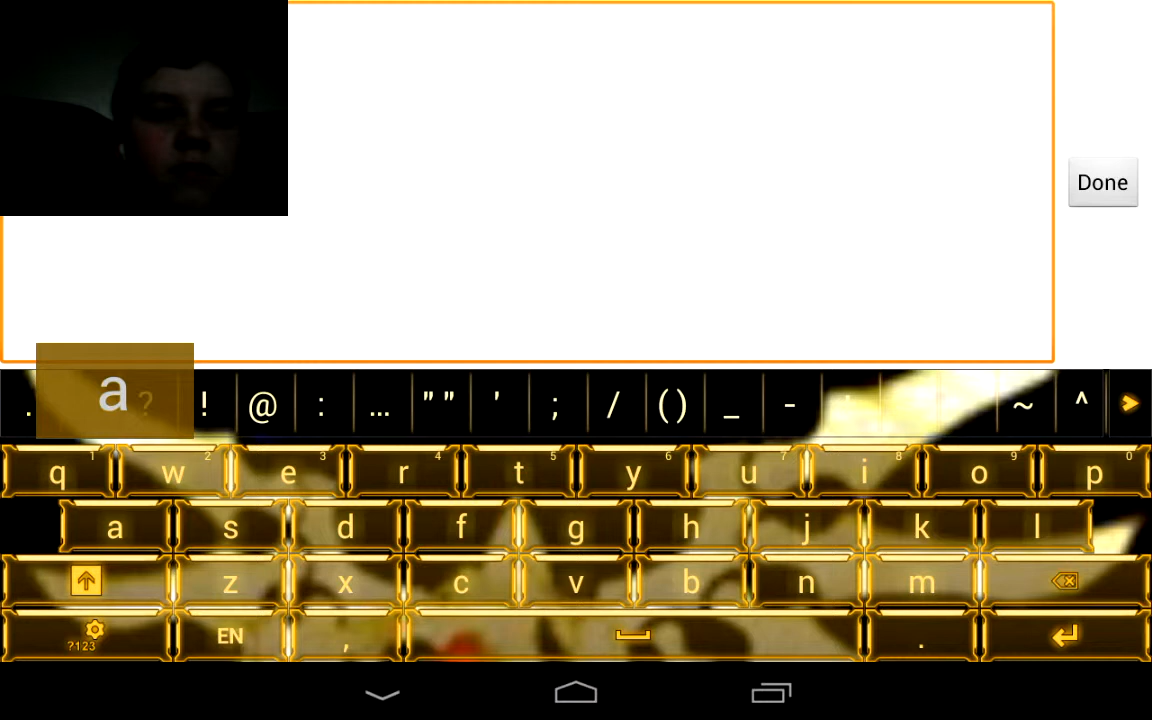 Done
a
. ? ! @ : ... " " ' ; / ( ) _ - ~ ^
q 1 w 2 e 3 r 4 t 5 y 6 u 7 i 8 o 9 p 0
a s d f g h j k l
z x c v b n m
?123 EN , .